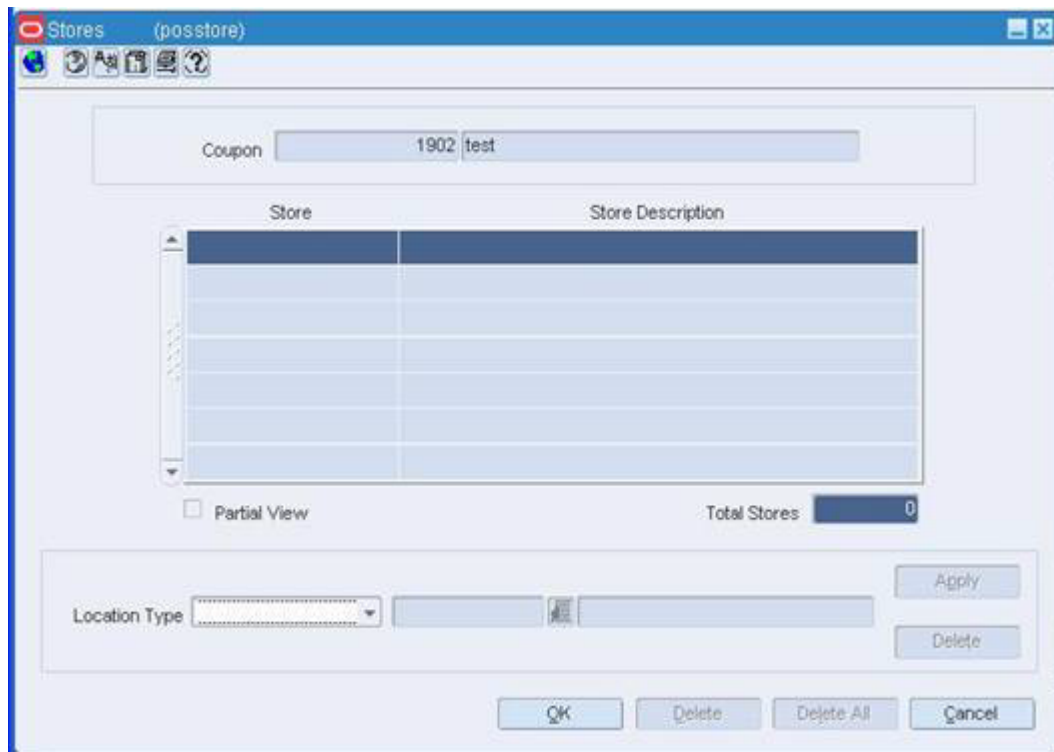 Stores (posstore)
Coupon 1902 test
Store Store Description
Partial View Total Stores 0
Apply
Location Type
Delete
OK Delete Delete All Cancel